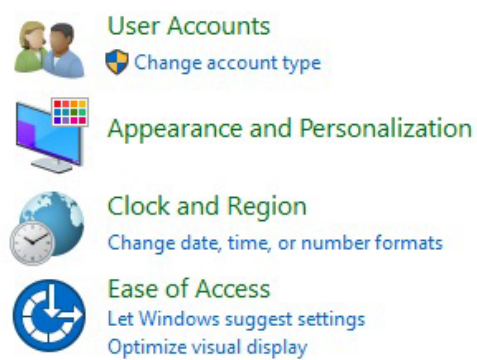 User Accounts
Change account type
Appearance and Personalization
Clock and Region
Change date, time, or number formats
Ease of Access
Let Windows suggest settings
Optimize visual display